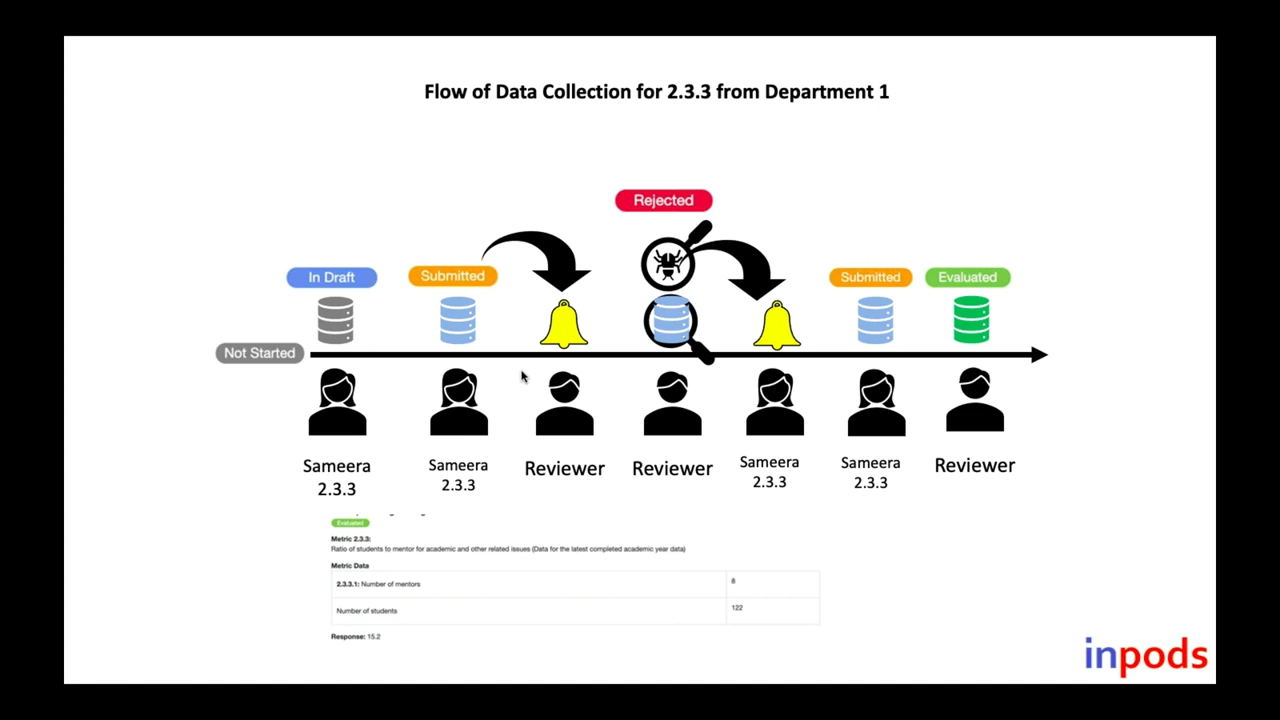 Flow of Data Collection for 2.3.3 from Department 1
Rejected
In Draft
Submitted
Submitted
Evaluated
Not Started
Sameera
2.3.3
Sameera
2.3.3
Reviewer
Reviewer
Sameera
2.3.3
Sameera
2.3.3
Reviewer
Evaluated
Metric 2.3.3:
Ratio of students to mentor for academic and other related issues (Data for the latest completed academic year data)
Metric Data
2.3.3.1: Number of mentors 8
Number of students 122
Response: 15.2
inpods